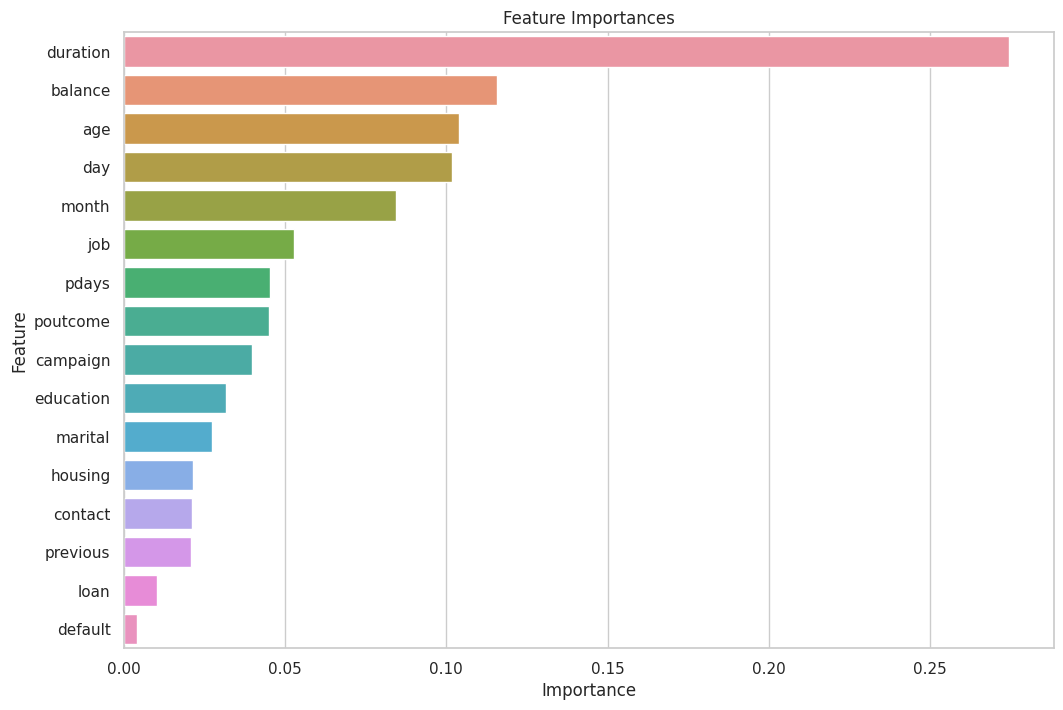 Feature Importances
Feature
duration
balance
age
day
month
job
pdays
poutcome
campaign
education
marital
housing
contact
previous
loan
default
0.00 0.05 0.10 0.15 0.20 0.25
Importance